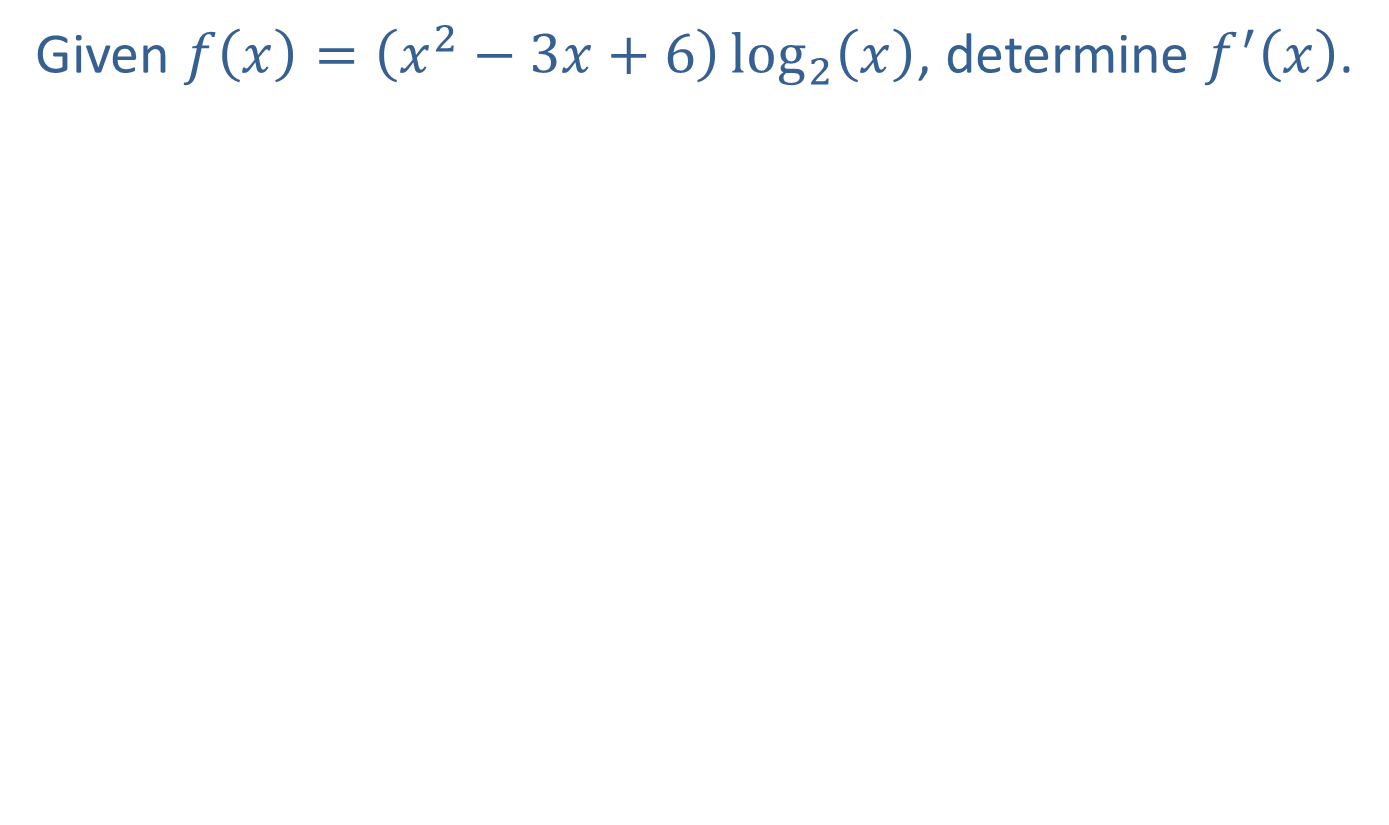 Given f(x) = (x² − 3x + 6) log₂(x), determine f′(x).